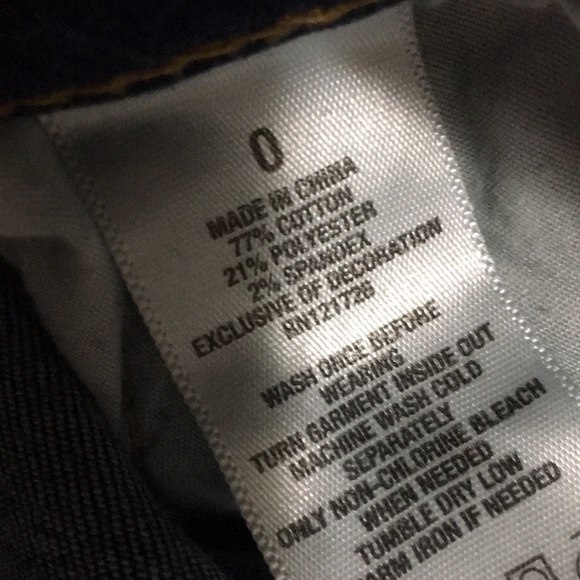 0
MADE IN CHINA
77% COTTON
21% POLYESTER
2% SPANDEX
EXCLUSIVE OF DECORATION
RN121726
WASH ONCE BEFORE
WEARING
TURN GARMENT INSIDE OUT
MACHINE WASH COLD
SEPARATELY
ONLY NON-CHLORINE BLEACH
WHEN NEEDED
TUMBLE DRY LOW
IRON IF NEEDED